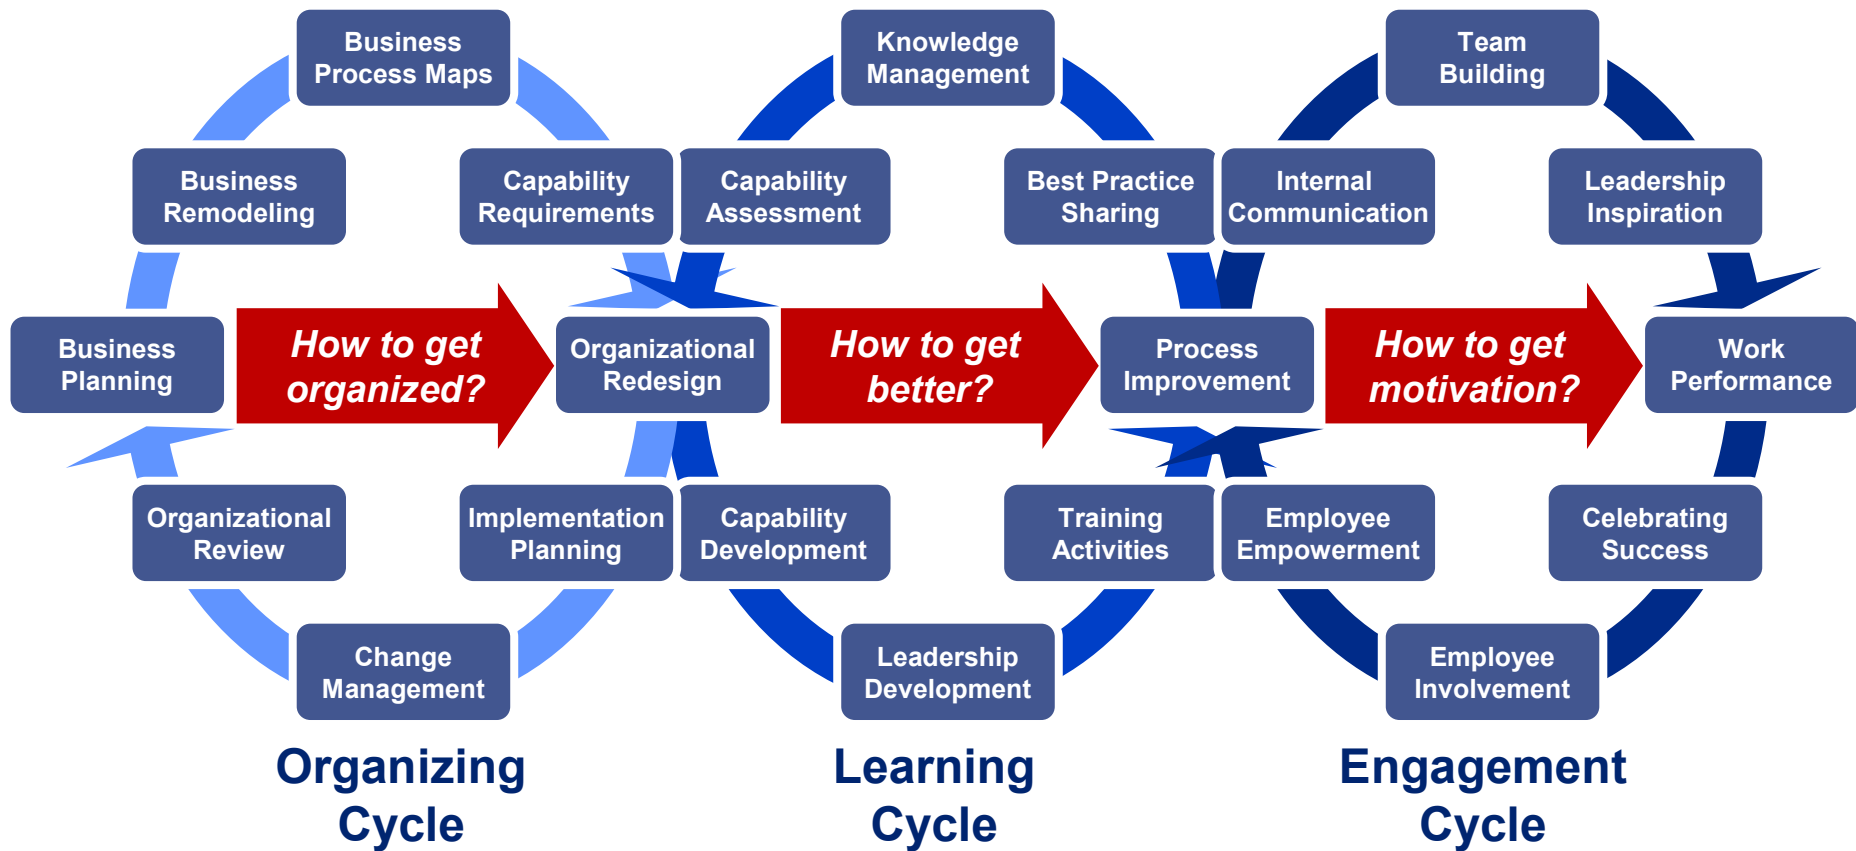 Business
Process Maps
Knowledge
Management
Team
Building
Business
Remodeling
Capability
Requirements
Capability
Assessment
Best Practice
Sharing
Internal
Communication
Leadership
Inspiration
Business
Planning
How to get
organized?
Organizational
Redesign
How to get
better?
Process
Improvement
How to get
motivation?
Work
Performance
Organizational
Review
Implementation
Planning
Capability
Development
Training
Activities
Employee
Empowerment
Celebrating
Success
Change
Management
Leadership
Development
Employee
Involvement
Organizing
Cycle
Learning
Cycle
Engagement
Cycle